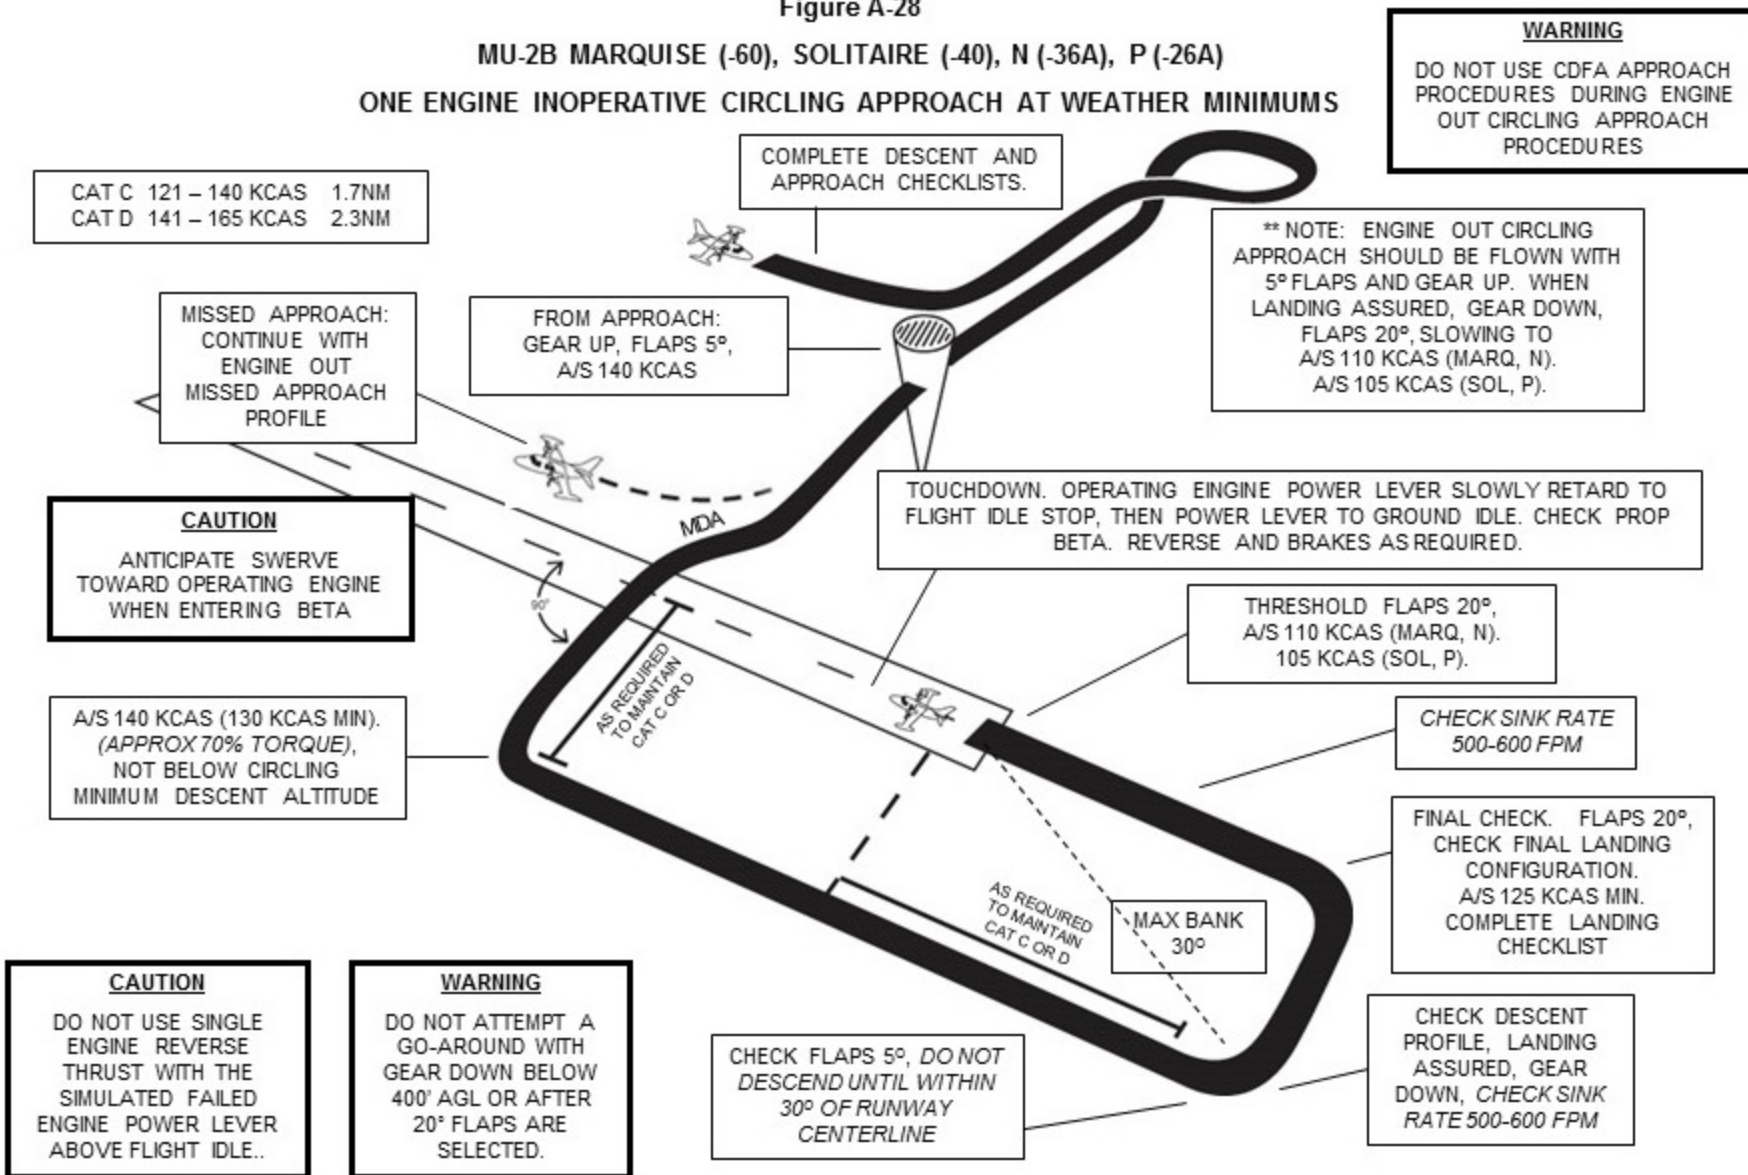 Figure A-28
MU-2B MARQUISE (-60), SOLITAIRE (-40), N (-36A), P (-26A)
ONE ENGINE INOPERATIVE CIRCLING APPROACH AT WEATHER MINIMUMS
WARNING
DO NOT USE CDFA APPROACH
PROCEDURES DURING ENGINE
OUT CIRCLING APPROACH
PROCEDURES
COMPLETE DESCENT AND
APPROACH CHECKLISTS.
CAT C 121 – 140 KCAS 1.7NM
CAT D 141 – 165 KCAS 2.3NM
** NOTE: ENGINE OUT CIRCLING
APPROACH SHOULD BE FLOWN WITH
5º FLAPS AND GEAR UP. WHEN
LANDING ASSURED, GEAR DOWN,
FLAPS 20º, SLOWING TO
A/S 110 KCAS (MARQ, N).
A/S 105 KCAS (SOL, P).
MISSED APPROACH:
CONTINUE WITH
ENGINE OUT
MISSED APPROACH
PROFILE
FROM APPROACH:
GEAR UP, FLAPS 5º,
A/S 140 KCAS
MDA
TOUCHDOWN. OPERATING EINGINE POWER LEVER SLOWLY RETARD TO
FLIGHT IDLE STOP, THEN POWER LEVER TO GROUND IDLE. CHECK PROP
BETA. REVERSE AND BRAKES AS REQUIRED.
CAUTION
ANTICIPATE SWERVE
TOWARD OPERATING ENGINE
WHEN ENTERING BETA
90°
THRESHOLD FLAPS 20º,
A/S 110 KCAS (MARQ, N).
105 KCAS (SOL, P).
AS REQUIRED
TO MAINTAIN
CAT C OR D
A/S 140 KCAS (130 KCAS MIN).
(APPROX 70% TORQUE),
NOT BELOW CIRCLING
MINIMUM DESCENT ALTITUDE
CHECK SINK RATE
500-600 FPM
FINAL CHECK. FLAPS 20º,
CHECK FINAL LANDING
CONFIGURATION.
A/S 125 KCAS MIN.
COMPLETE LANDING
CHECKLIST
AS REQUIRED
TO MAINTAIN
CAT C OR D
MAX BANK
30º
CAUTION
DO NOT USE SINGLE
ENGINE REVERSE
THRUST WITH THE
SIMULATED FAILED
ENGINE POWER LEVER
ABOVE FLIGHT IDLE..
WARNING
DO NOT ATTEMPT A
GO-AROUND WITH
GEAR DOWN BELOW
400' AGL OR AFTER
20° FLAPS ARE
SELECTED.
CHECK FLAPS 5º, DO NOT
DESCEND UNTIL WITHIN
30º OF RUNWAY
CENTERLINE
CHECK DESCENT
PROFILE, LANDING
ASSURED, GEAR
DOWN, CHECK SINK
RATE 500-600 FPM